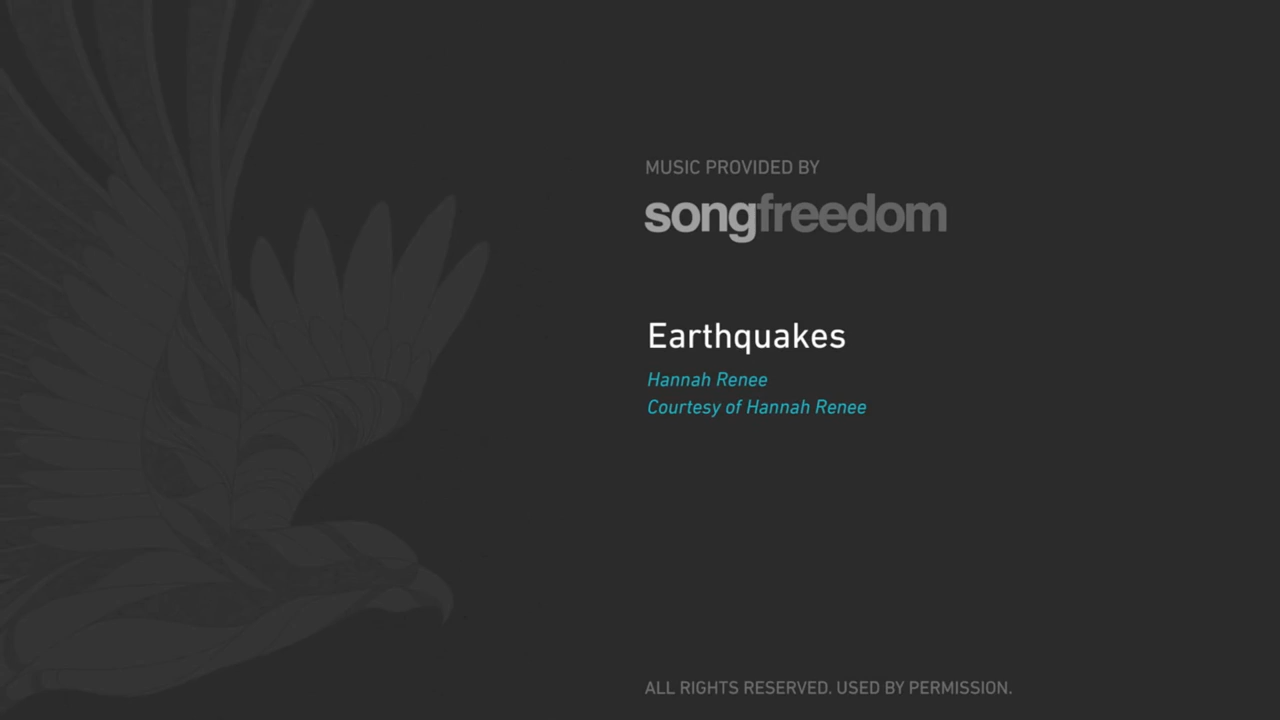 MUSIC PROVIDED BY
songfreedom
Earthquakes
Hannah Renee
Courtesy of Hannah Renee
ALL RIGHTS RESERVED. USED BY PERMISSION.